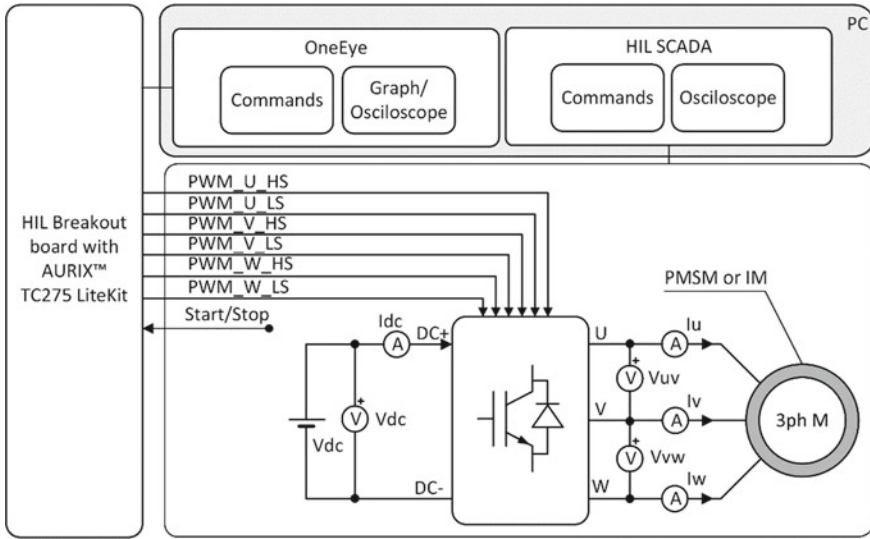 PC
OneEye
Commands
Graph/
Osciloscope
HIL SCADA
Commands
Osciloscope
HIL Breakout
board with
AURIX™
TC275 LiteKit
PWM_U_HS
PWM_U_LS
PWM_V_HS
PWM_V_LS
PWM_W_HS
PWM_W_LS
Start/Stop
PMSM or IM
Idc
A
DC+
Vdc
+
V
Vdc
DC-
U
V
W
+
V
Vuv
+
V
Vvw
A
Iu
A
Iv
A
Iw
3ph M